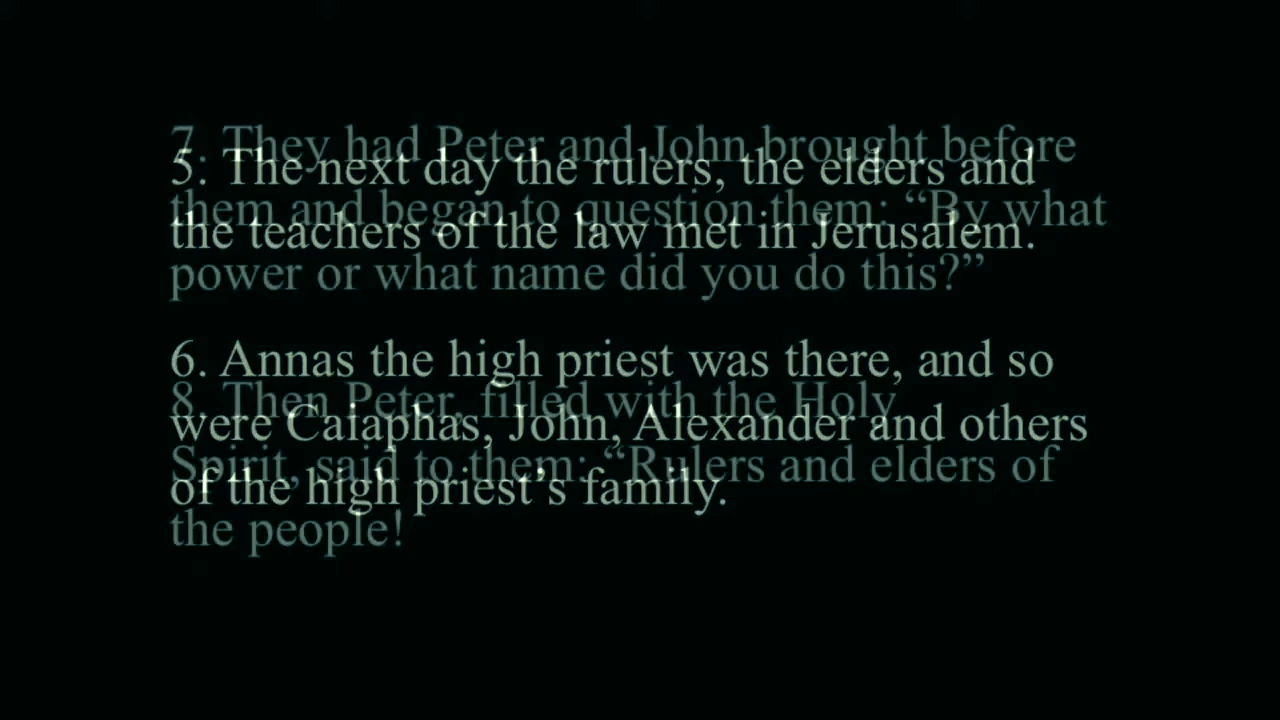 5. The next day the rulers, the elders and
the teachers of the law met in Jerusalem.
6. Annas the high priest was there, and so
were Caiaphas, John, Alexander and others
of the high priest’s family.
7. They had Peter and John brought before
them and began to question them: “By what
power or what name did you do this?”
8. Then Peter, filled with the Holy
Spirit, said to them: “Rulers and elders of
the people!